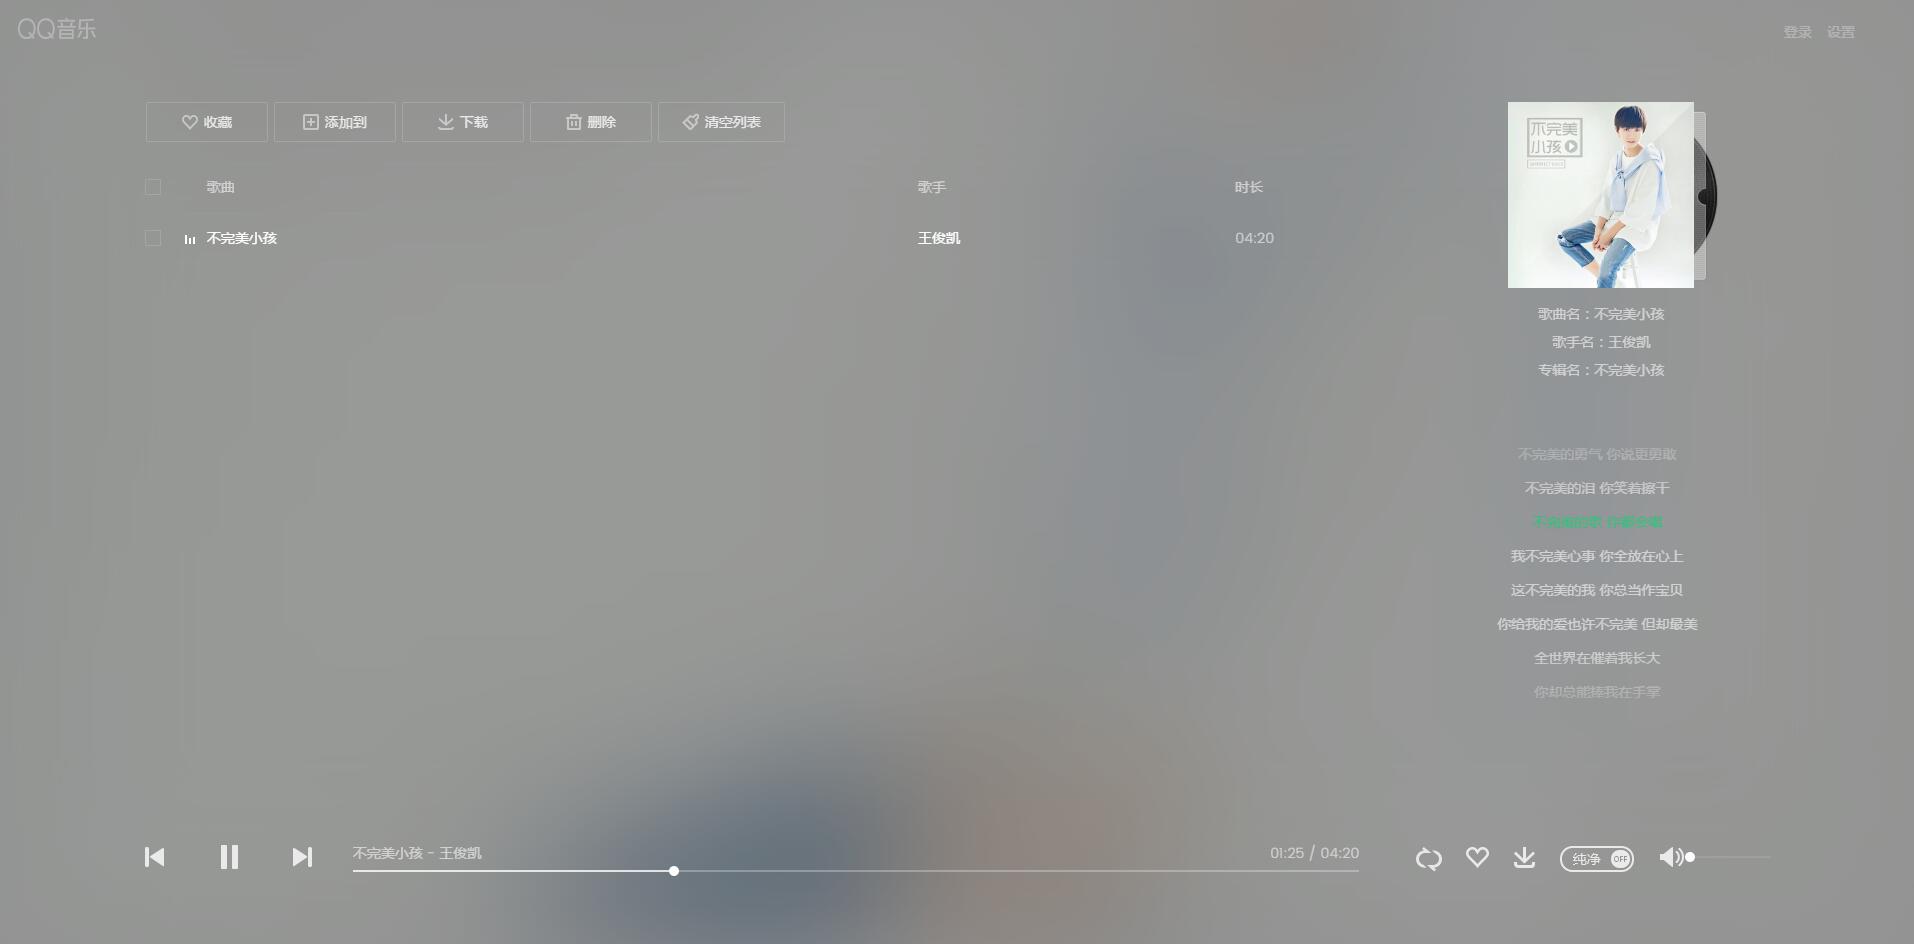 QQ音乐
登录 设置
收藏 添加到 下载 删除 清空列表
歌曲 歌手 时长
不完美小孩 王俊凯 04:20
不完美
小孩
歌曲名：不完美小孩
歌手名：王俊凯
专辑名：不完美小孩
不完美的勇气 你说更勇敢
不完美的泪 你笑着擦干
不完美的歌 你都会唱
我不完美心事 你全放在心上
这不完美的我 你总当作宝贝
你给我的爱也许不完美 但却最美
全世界在催着我长大
你却总能捧我在手掌
不完美小孩 - 王俊凯 01:25 / 04:20
纯净 OFF